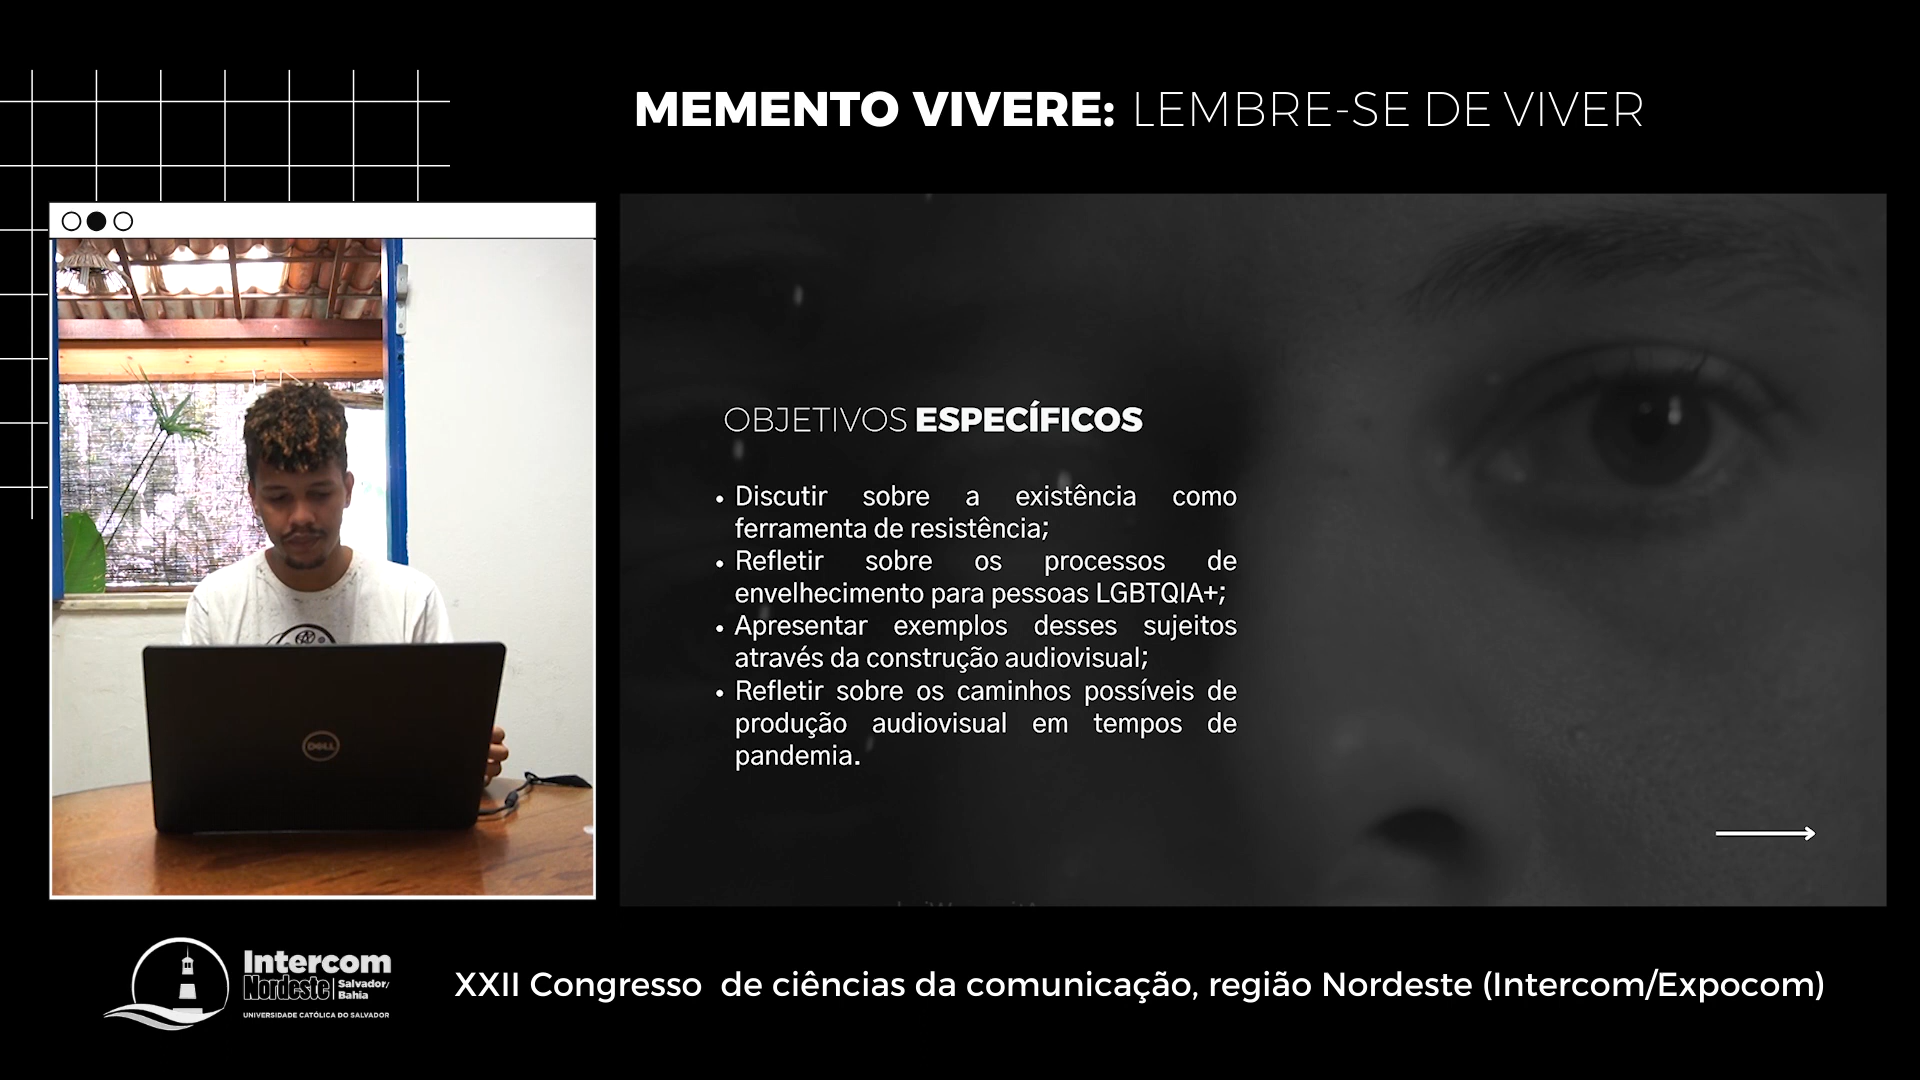 MEMENTO VIVERE: LEMBRE-SE DE VIVER
OBJETIVOS ESPECÍFICOS
• Discutir sobre a existência como
ferramenta de resistência;
• Refletir sobre os processos de
envelhecimento para pessoas LGBTQIA+;
• Apresentar exemplos desses sujeitos
através da construção audiovisual;
• Refletir sobre os caminhos possíveis de
produção audiovisual em tempos de
pandemia.
DELL
Intercom
Nordeste Salvador/
Bahia
UNIVERSIDADE CATÓLICA DO SALVADOR
XXII Congresso de ciências da comunicação, região Nordeste (Intercom/Expocom)